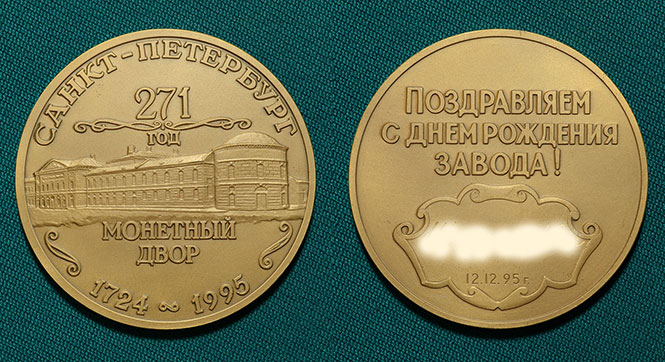 САНКТ-ПЕТЕРБУРГ
271
ГОД
МОНЕТНЫЙ
ДВОР
1724 ~ 1995
ПОЗДРАВЛЯЕМ
С ДНЕМ РОЖДЕНИЯ
ЗАВОДА!
12.12.95 г.